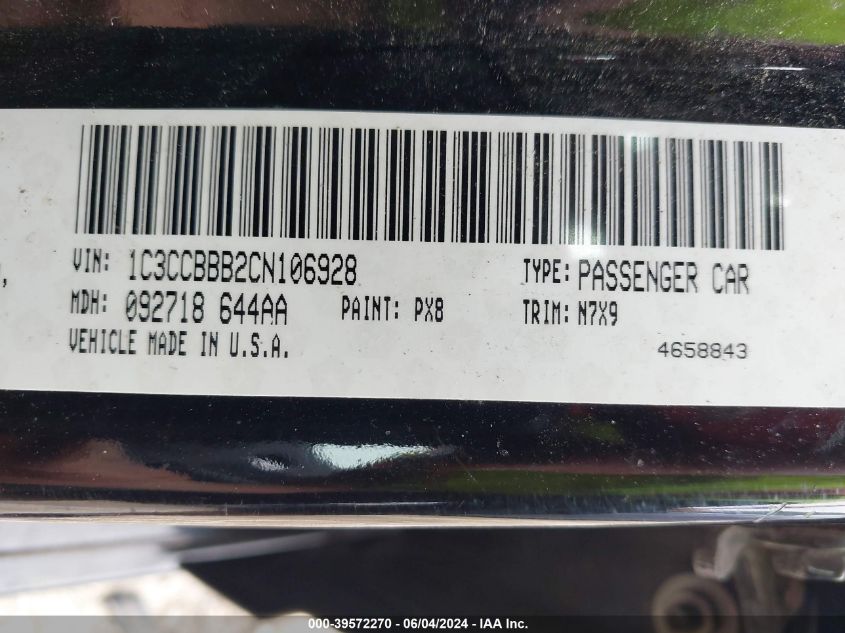 VIN: 1C3CCBBB2CN106928 TYPE: PASSENGER CAR
MDH: 092718 644AA PAINT: PX8 TRIM: N7X9
VEHICLE MADE IN U.S.A. 4658843
000-39572270 - 06/04/2024 - IAA Inc.